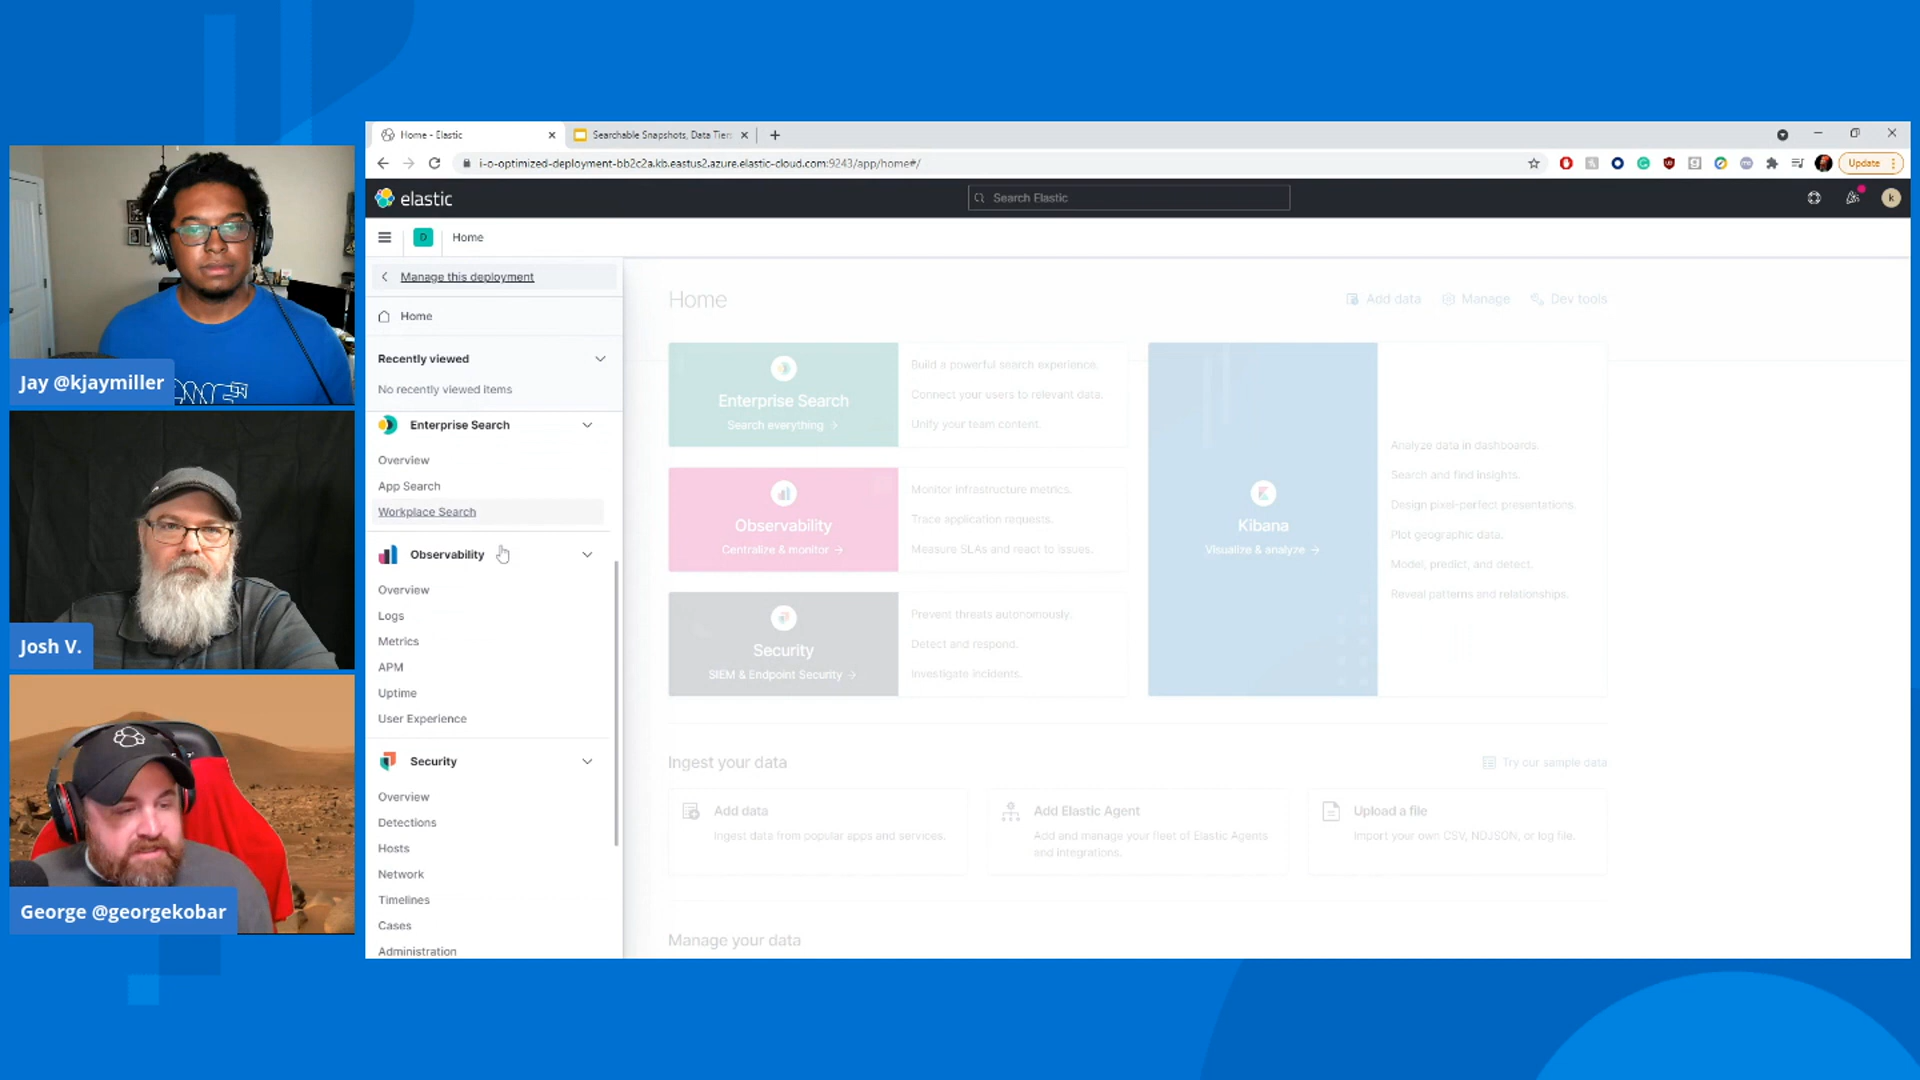 Jay @kjaymiller
Josh V.
George @georgekobar
Home - Elastic
Searchable Snapshots, Data Tier
i-o-optimized-deployment-bb2c2a.kb.eastus2.azure.elastic-cloud.com:9243/app/home#/
Update
elastic
Search Elastic
k
D
Home
Manage this deployment
Home
Recently viewed
No recently viewed items
Enterprise Search
Overview
App Search
Workplace Search
Observability
Overview
Logs
Metrics
APM
Uptime
User Experience
Security
Overview
Detections
Hosts
Network
Timelines
Cases
Administration
Home
Add data
Manage
Dev tools
Enterprise Search
Search everything →
Build a powerful search experience.
Connect your users to relevant data.
Unify your team content.
Observability
Centralize & monitor →
Monitor infrastructure metrics.
Trace application requests.
Measure SLAs and react to issues.
Security
SIEM & Endpoint Security →
Prevent threats autonomously.
Detect and respond.
Investigate incidents.
Kibana
Visualize & analyze →
Analyze data in dashboards.
Search and find insights.
Design pixel-perfect presentations.
Plot geographic data.
Model, predict, and detect.
Reveal patterns and relationships.
Ingest your data
Try our sample data
Add data
Ingest data from popular apps and services.
Add Elastic Agent
Add and manage your fleet of Elastic Agents
and integrations.
Upload a file
Import your own CSV, NDJSON, or log file.
Manage your data